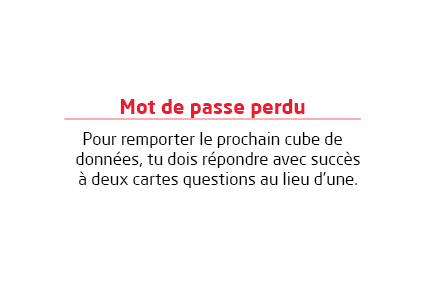 Mot de passe perdu
Pour remporter le prochain cube de
données, tu dois répondre avec succès
à deux cartes questions au lieu d'une.